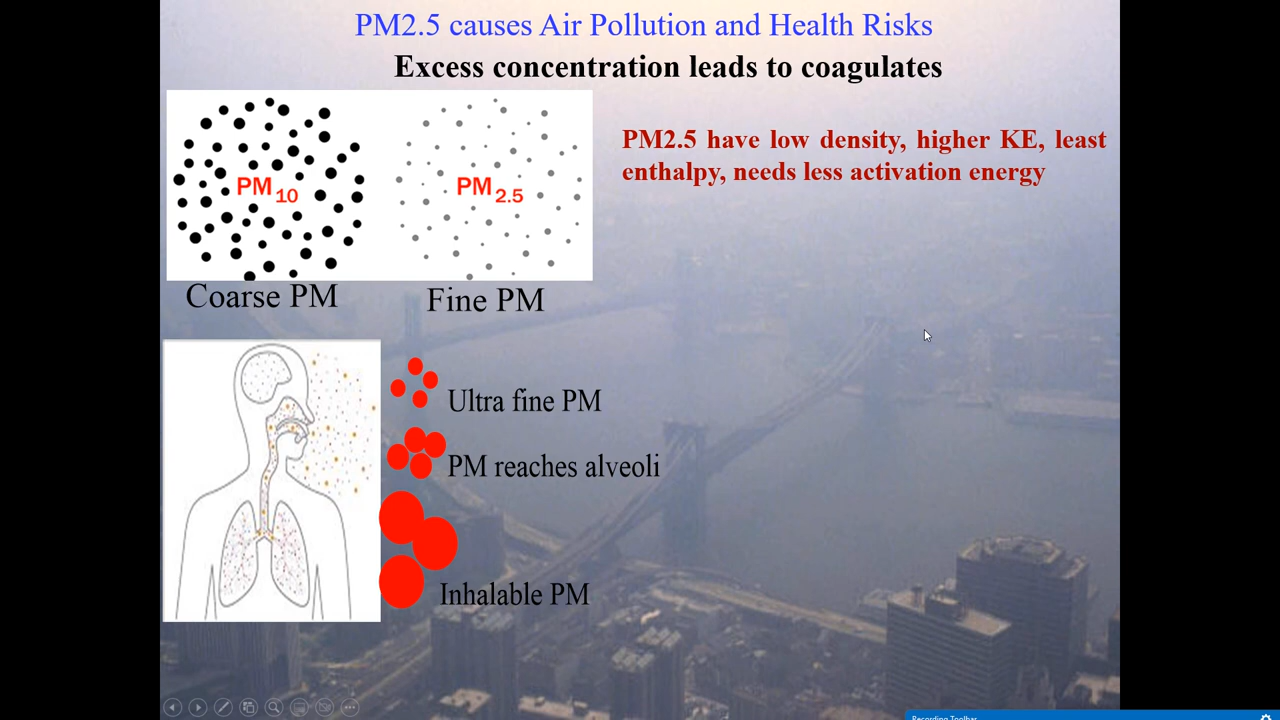 PM2.5 causes Air Pollution and Health Risks
Excess concentration leads to coagulates
PM2.5 have low density, higher KE, least
enthalpy, needs less activation energy
PM10
PM2.5
Coarse PM
Fine PM
Ultra fine PM
PM reaches alveoli
Inhalable PM
Recording Toolbar